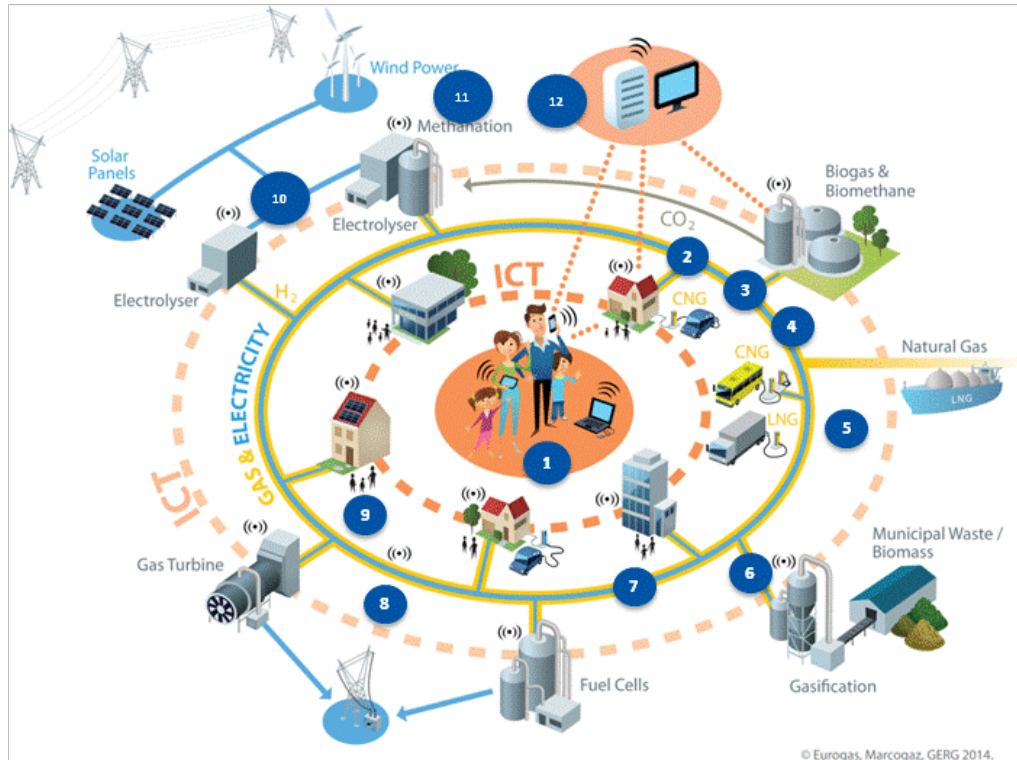 Wind Power
11
12
Methanation
Solar
Panels
10
Biogas &
Biomethane
Electrolyser
CO2
Electrolyser
H2
ICT
2
3
CNG
4
Natural Gas
CNG
LNG
LNG
5
GAS & ELECTRICITY
ICT
1
9
Municipal Waste /
Biomass
Gas Turbine
6
7
8
Fuel Cells
Gasification
© Eurogas, Marcogaz, GERG 2014.